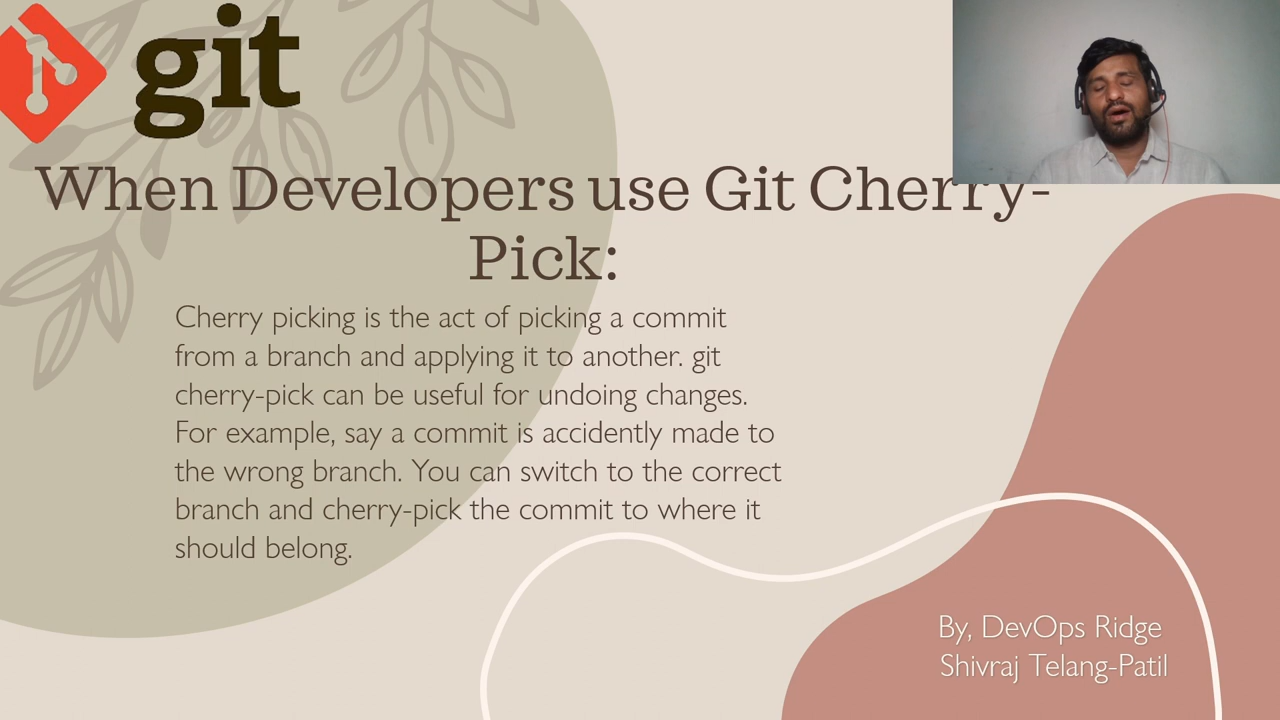 git
When Developers use Git Cherry-
Pick:
Cherry picking is the act of picking a commit
from a branch and applying it to another. git
cherry-pick can be useful for undoing changes.
For example, say a commit is accidently made to
the wrong branch. You can switch to the correct
branch and cherry-pick the commit to where it
should belong.
By, DevOps Ridge
Shivraj Telang-Patil